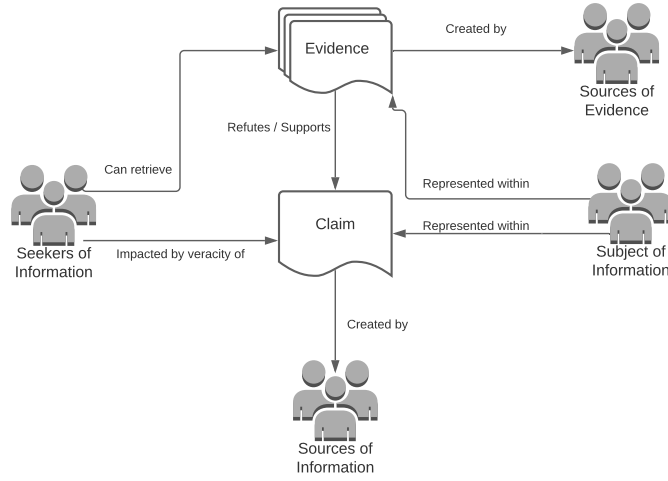 Evidence
Created by
Sources of
Evidence
Refutes / Supports
Can retrieve
Represented within
Claim
Represented within
Seekers of
Information
Impacted by veracity of
Subject of
Information
Created by
Sources of
Information